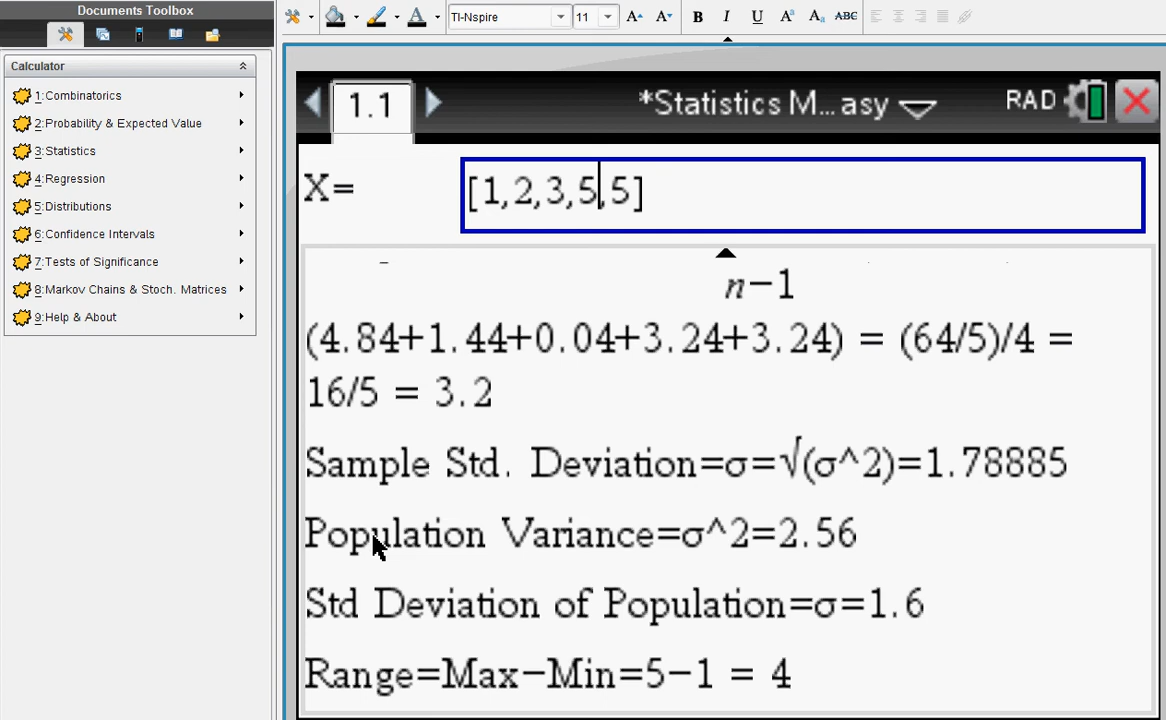 Documents Toolbox
Calculator
1:Combinatorics
2:Probability & Expected Value
3:Statistics
4:Regression
5:Distributions
6:Confidence Intervals
7:Tests of Significance
8:Markov Chains & Stoch. Matrices
9:Help & About
TI-Nspire 11 A A B I U Aa Aa ABC
1.1 *Statistics M... asy RAD
X= [1,2,3,5,5]
n−1
(4.84+1.44+0.04+3.24+3.24) = (64/5)/4 =
16/5 = 3.2
Sample Std. Deviation=σ=√(σ^2)=1.78885
Population Variance=σ^2=2.56
Std Deviation of Population=σ=1.6
Range=Max−Min=5−1 = 4